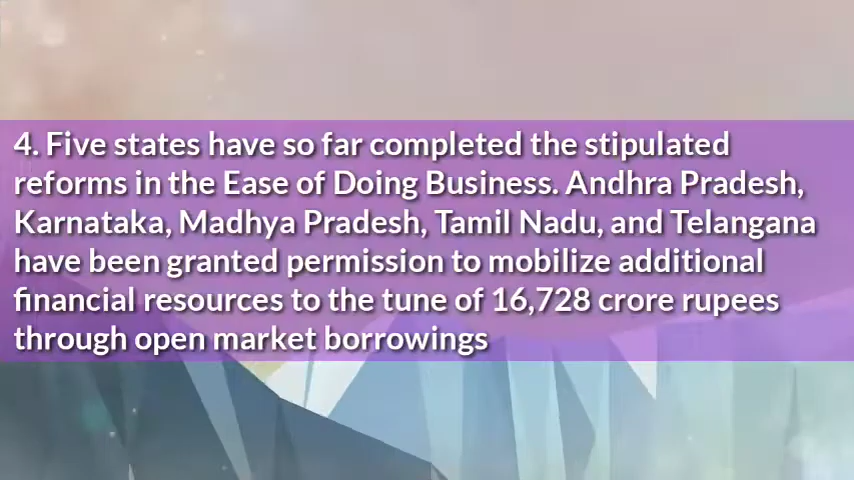 4. Five states have so far completed the stipulated
reforms in the Ease of Doing Business. Andhra Pradesh,
Karnataka, Madhya Pradesh, Tamil Nadu, and Telangana
have been granted permission to mobilize additional
financial resources to the tune of 16,728 crore rupees
through open market borrowings